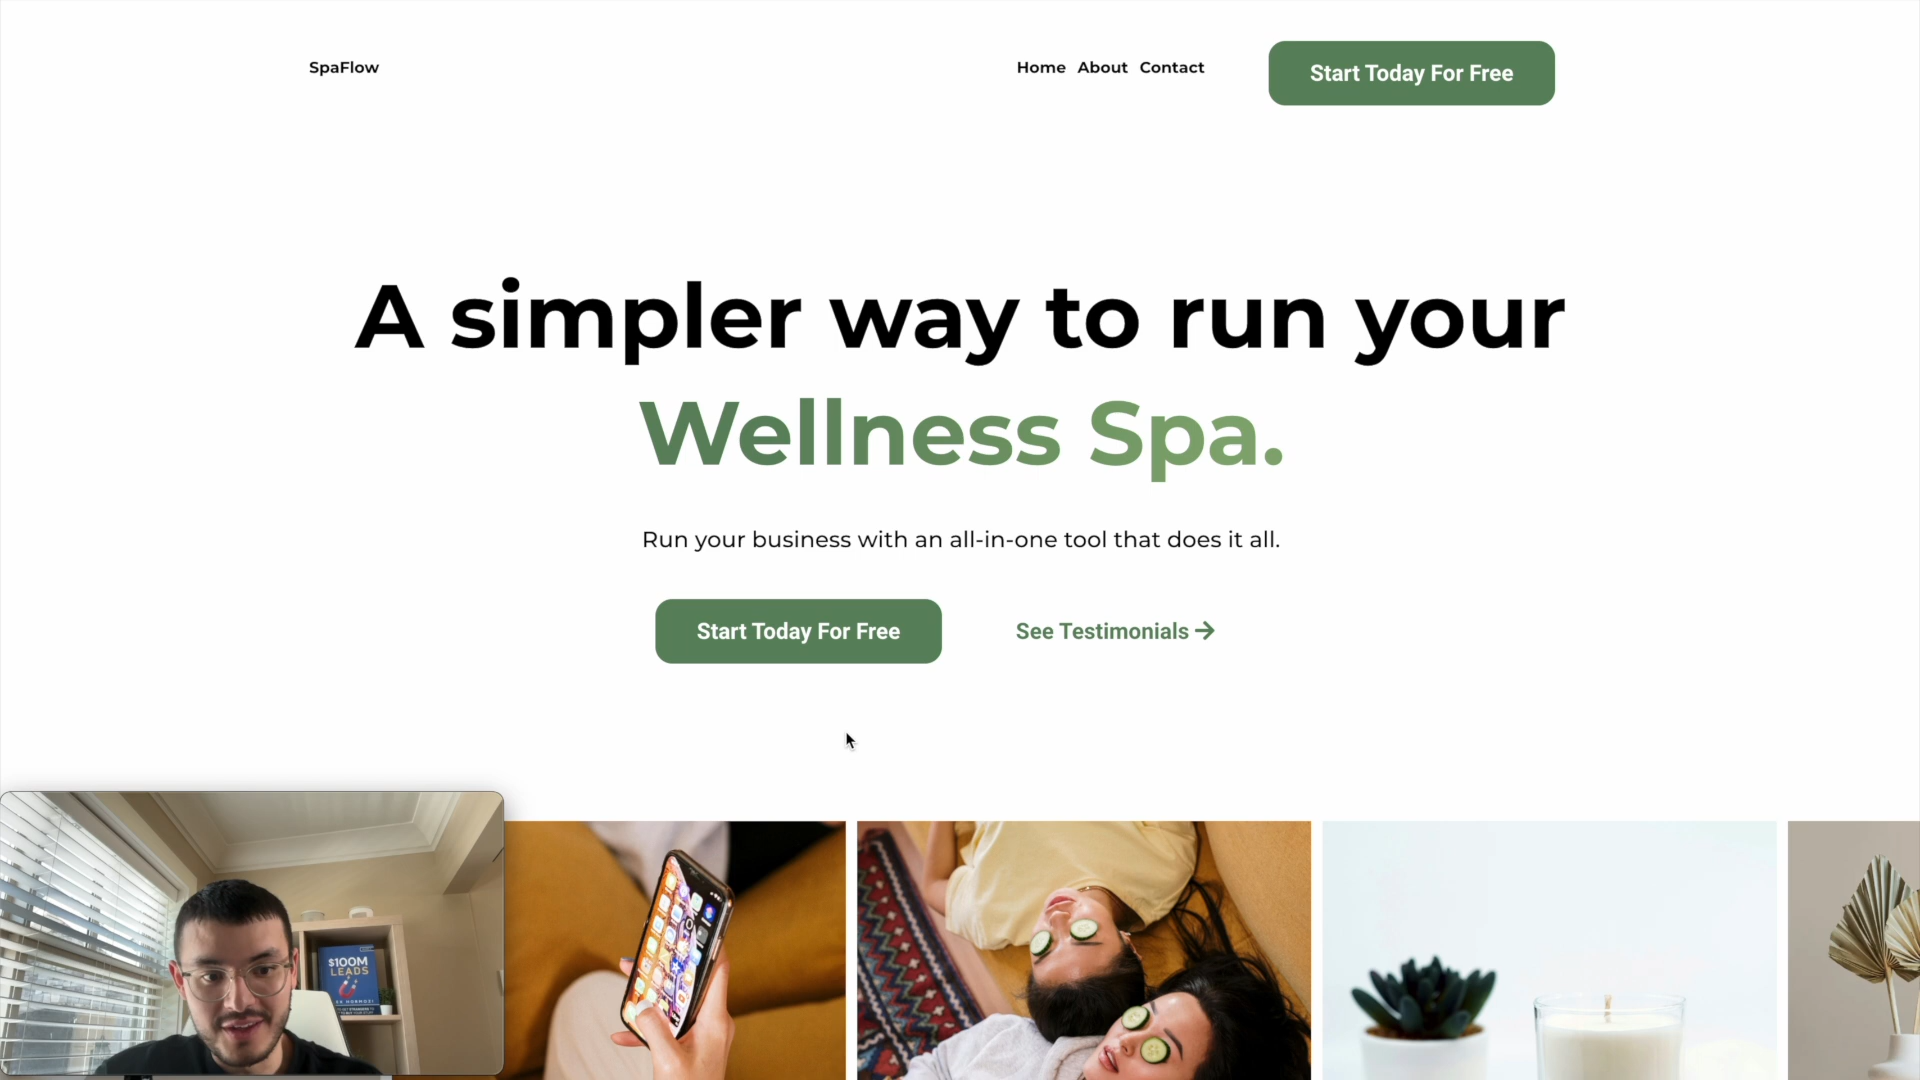 SpaFlow
Home About Contact
Start Today For Free
A simpler way to run your
Wellness Spa.
Run your business with an all-in-one tool that does it all.
Start Today For Free
See Testimonials →
$100M
LEADS